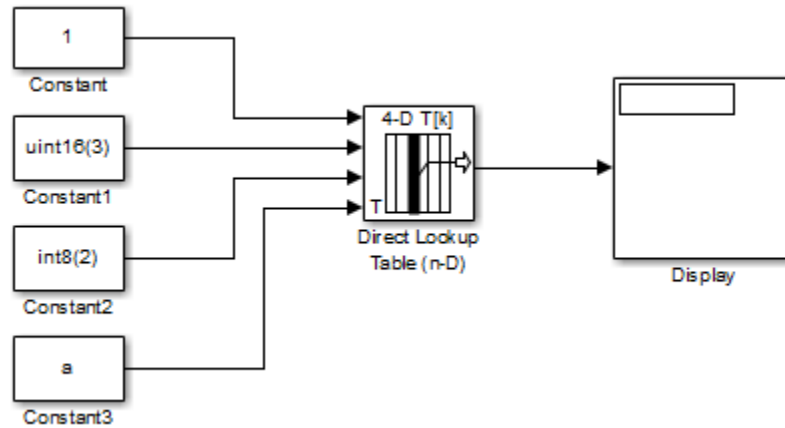 1
Constant
uint16(3)
Constant1
int8(2)
Constant2
a
Constant3
4-D T[k]
T
Direct Lookup
Table (n-D)
Display